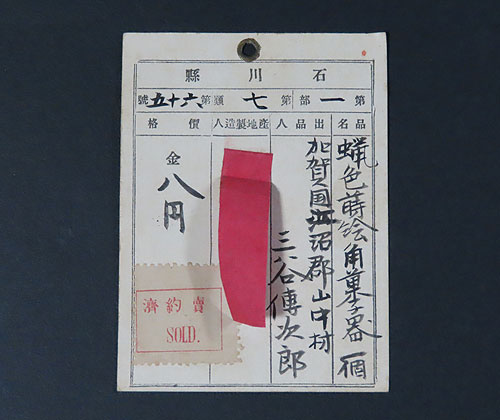 石川縣
第一部第七類第六十五號
品名
出品人
産地製造人
價格
蝋色蒔絵角菓子器 一個
加賀国江沼郡山中村
三谷傳次郎
金八円
賣約濟
SOLD.